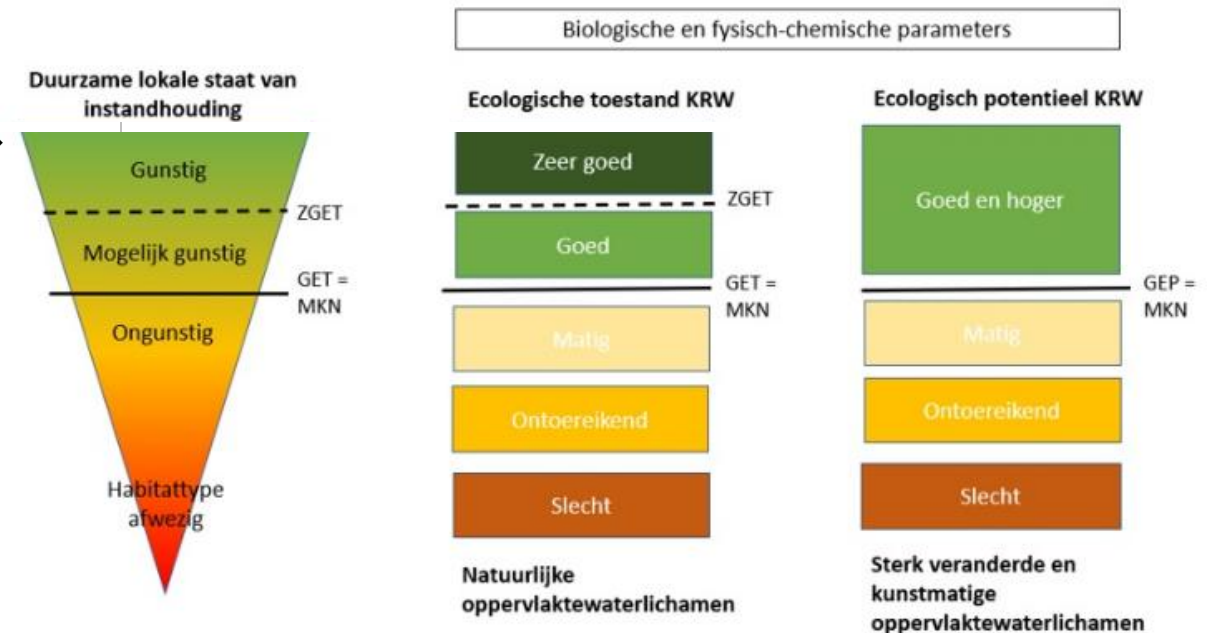 Biologische en fysisch-chemische parameters
Duurzame lokale staat van
instandhouding
Gunstig
ZGET
Mogelijk gunstig
GET =
MKN
Ongunstig
Habitattype
afwezig
Ecologische toestand KRW
Zeer goed
ZGET
Goed
GET =
MKN
Matig
Ontoereikend
Slecht
Natuurlijke
oppervlaktewaterlichamen
Ecologisch potentieel KRW
Goed en hoger
GEP =
MKN
Matig
Ontoereikend
Slecht
Sterk veranderde en
kunstmatige
oppervlaktewaterlichamen